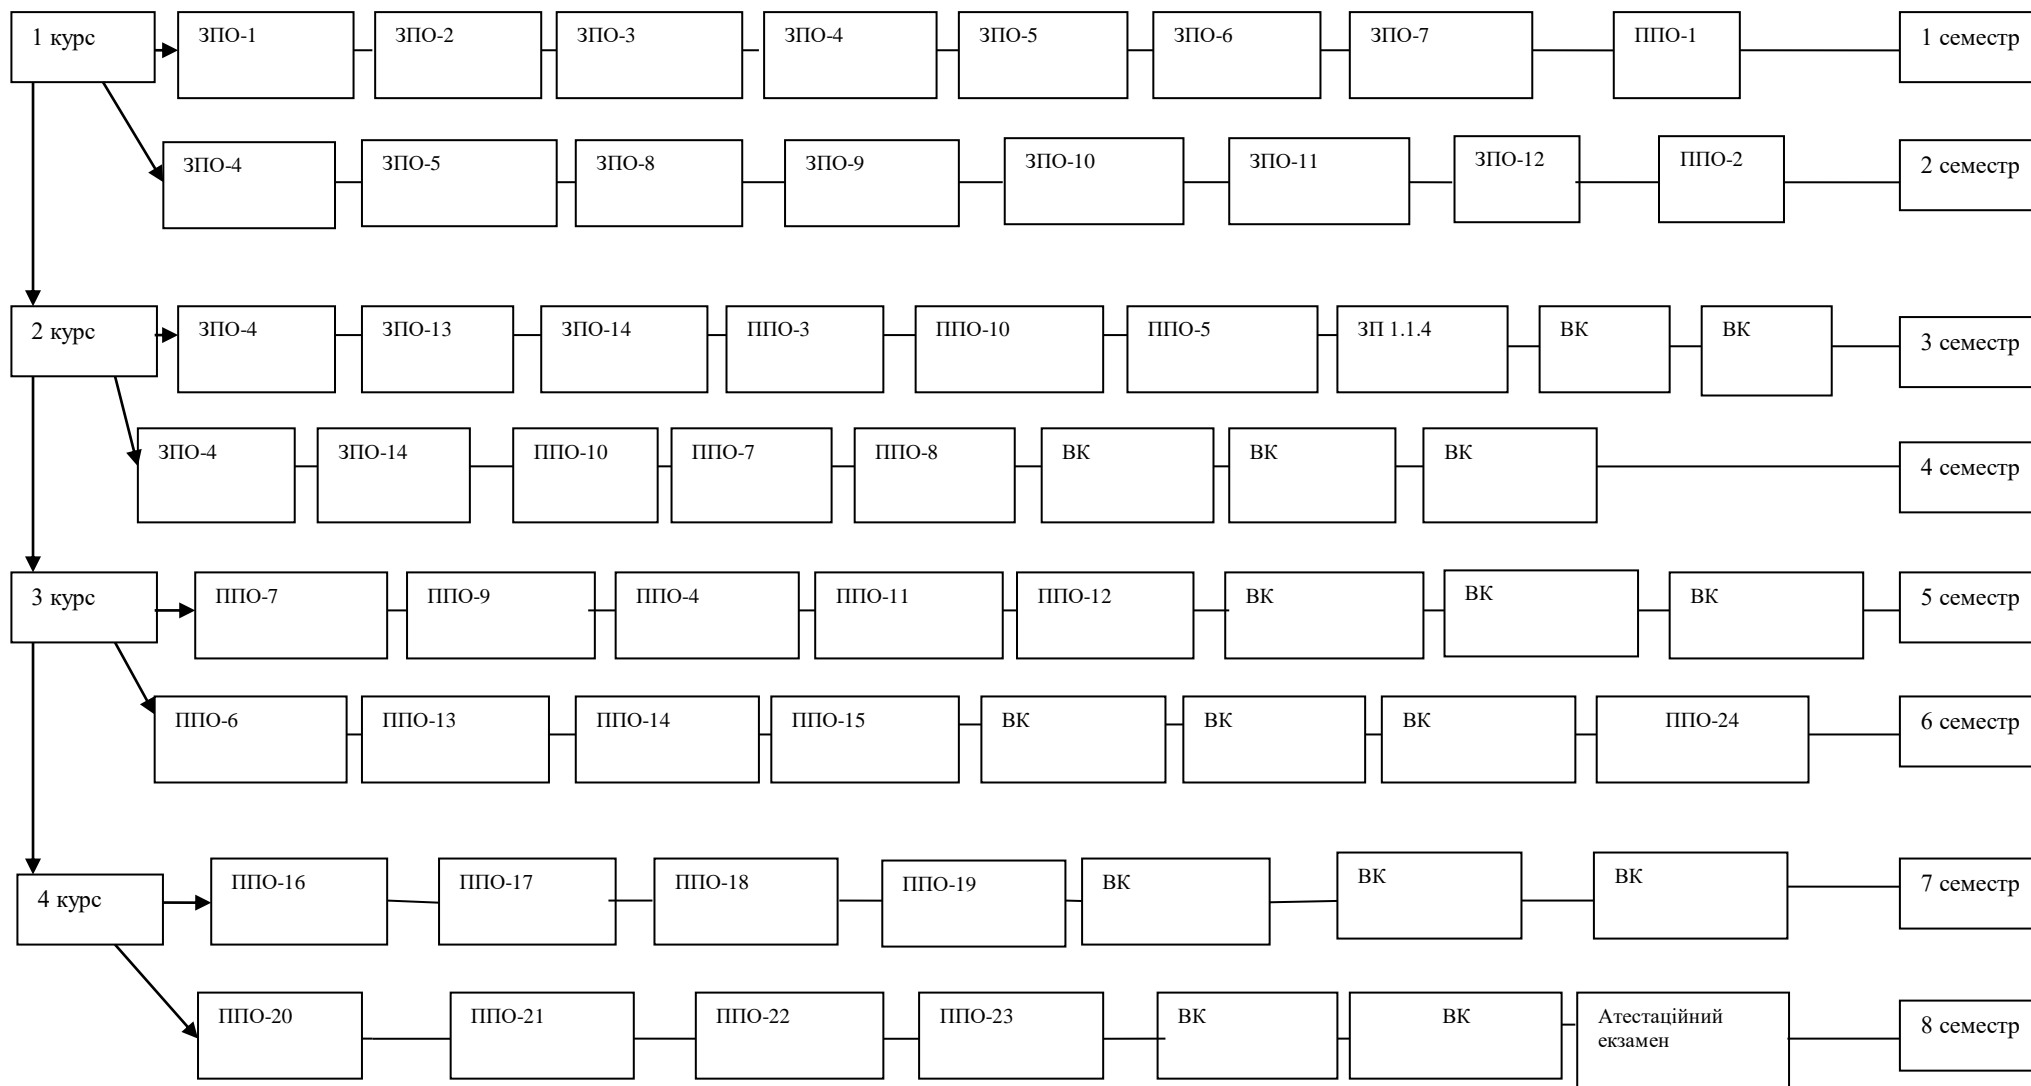 1 курс
ЗПО-1
ЗПО-2
ЗПО-3
ЗПО-4
ЗПО-5
ЗПО-6
ЗПО-7
ППО-1
1 семестр
ЗПО-4
ЗПО-5
ЗПО-8
ЗПО-9
ЗПО-10
ЗПО-11
ЗПО-12
ППО-2
2 семестр
2 курс
ЗПО-4
ЗПО-13
ЗПО-14
ППО-3
ППО-10
ППО-5
ЗП 1.1.4
ВК
ВК
3 семестр
ЗПО-4
ЗПО-14
ППО-10
ППО-7
ППО-8
ВК
ВК
ВК
4 семестр
3 курс
ППО-7
ППО-9
ППО-4
ППО-11
ППО-12
ВК
ВК
ВК
5 семестр
ППО-6
ППО-13
ППО-14
ППО-15
ВК
ВК
ВК
ППО-24
6 семестр
4 курс
ППО-16
ППО-17
ППО-18
ППО-19
ВК
ВК
ВК
7 семестр
ППО-20
ППО-21
ППО-22
ППО-23
ВК
ВК
Атестаційний
екзамен
8 семестр